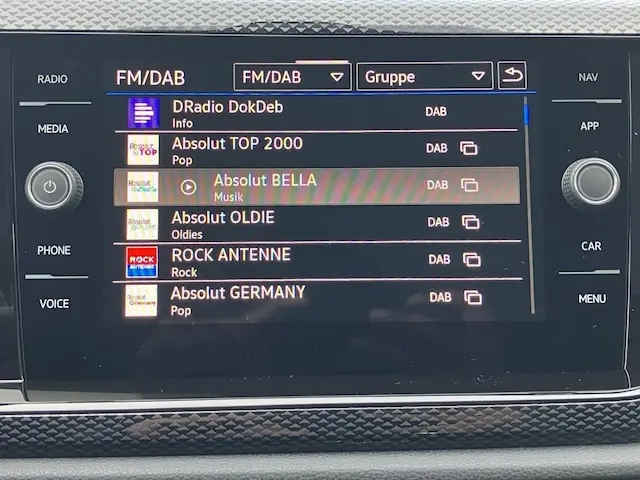 RADIO
MEDIA
PHONE
VOICE
FM/DAB
FM/DAB
Gruppe
DRadio DokDeb
Info
DAB
Absolut TOP 2000
Pop
DAB
Absolut BELLA
Musik
DAB
Absolut OLDIE
Oldies
DAB
ROCK ANTENNE
Rock
DAB
ROCK
ANTENNE
Absolut GERMANY
Pop
DAB
NAV
APP
CAR
MENU